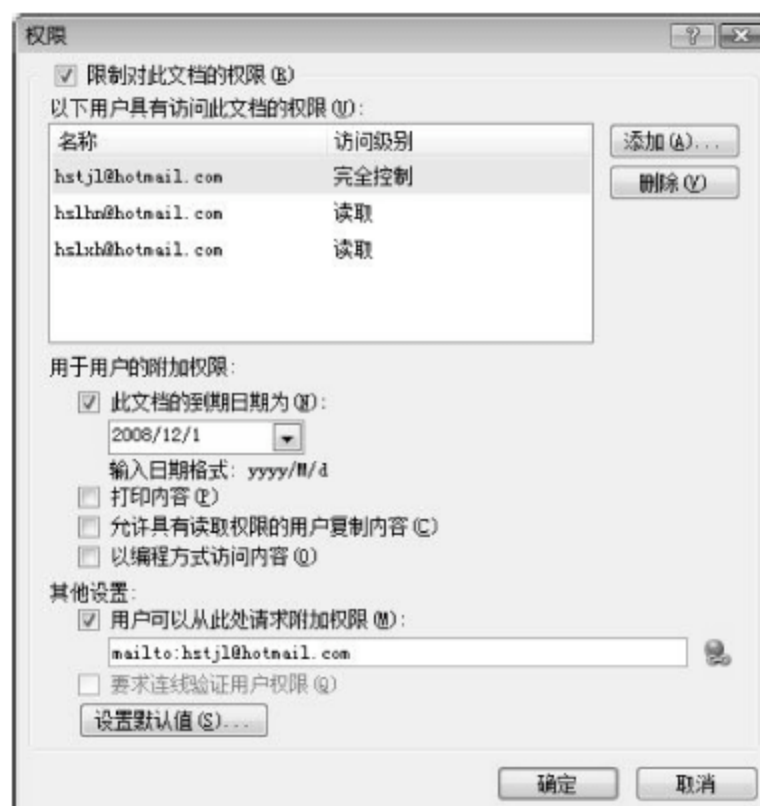 权限
限制对此文档的权限(R)
以下用户具有访问此文档的权限(U):
名称 访问级别
添加(A)...
hstjl@hotmail.com 完全控制
删除(V)
hslhn@hotmail.com 读取
hslxh@hotmail.com 读取
用于用户的附加权限:
此文档的到期日期为(N):
2008/12/1
输入日期格式: yyyy/M/d
打印内容(P)
允许具有读取权限的用户复制内容(C)
以编程方式访问内容(O)
其他设置:
用户可以从此处请求附加权限(M):
mailto:hstjl@hotmail.com
要求连线验证用户权限(Q)
设置默认值(S)...
确定 取消